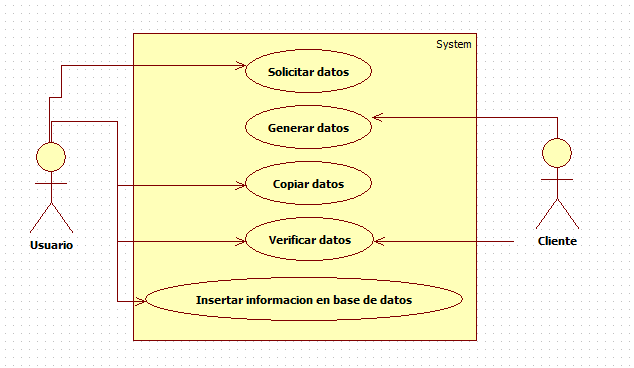 System
Solicitar datos
Generar datos
Copiar datos
Verificar datos
Usuario
Cliente
Insertar informacion en base de datos